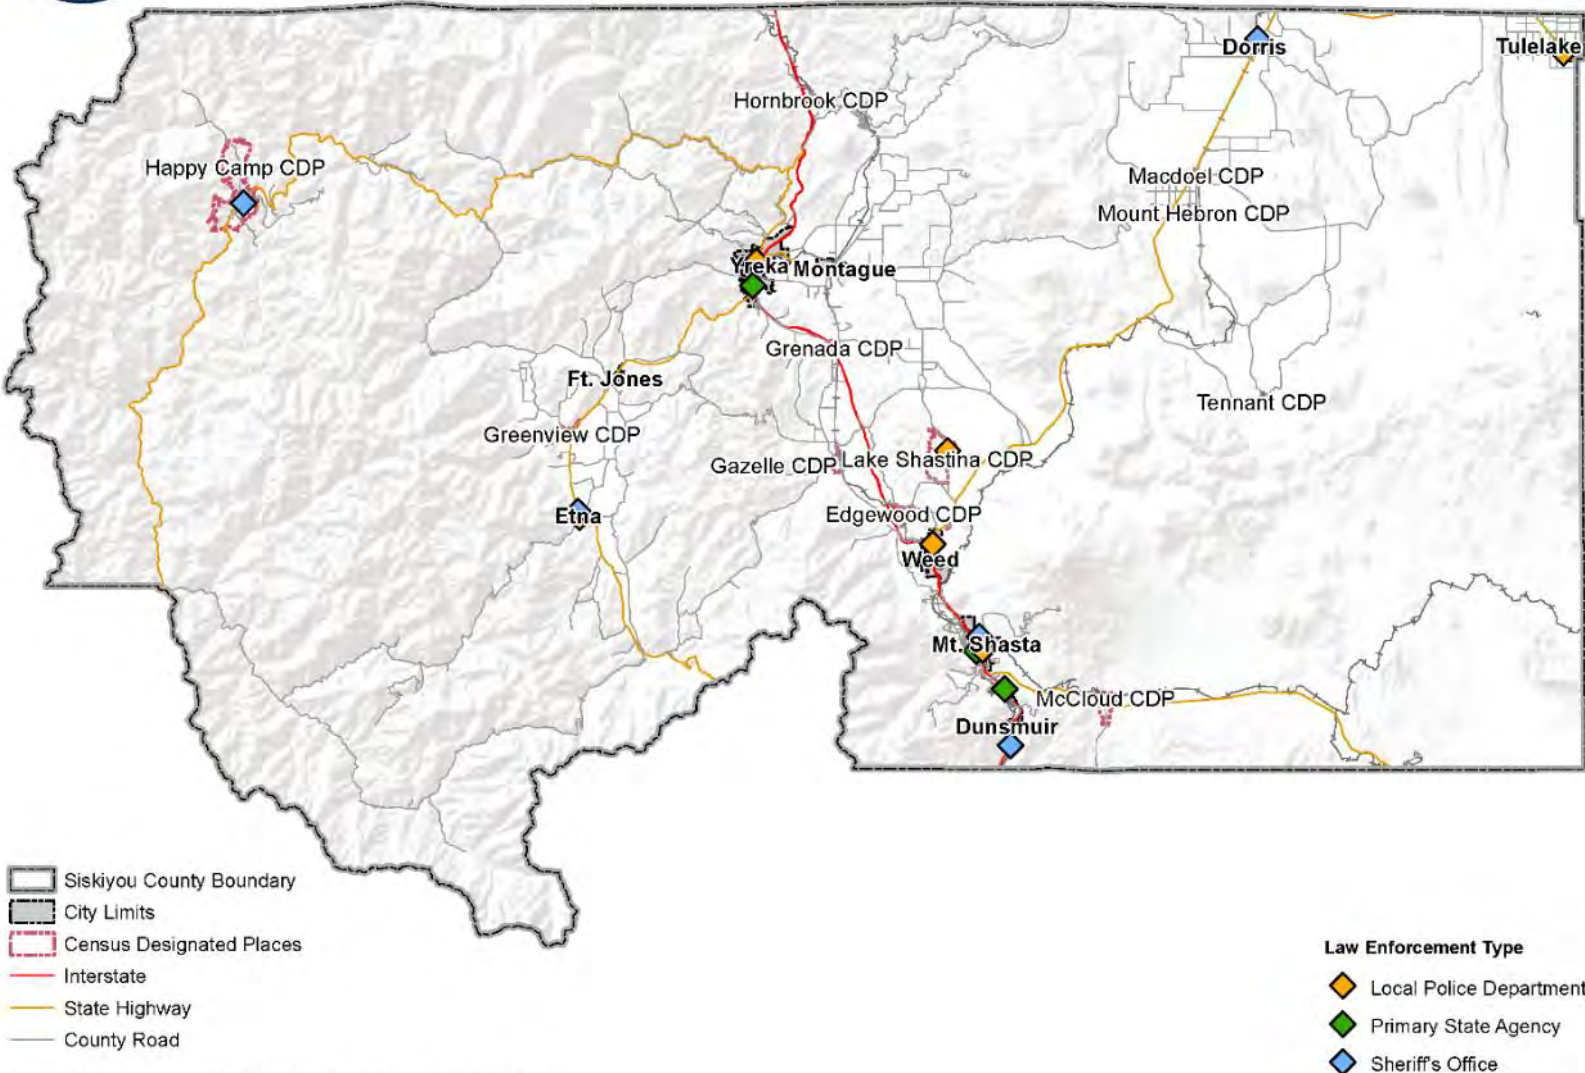 Dorris
Tulelake
Hornbrook CDP
Happy Camp CDP
Macdoel CDP
Mount Hebron CDP
Yreka
Montague
Grenada CDP
Ft. Jones
Tennant CDP
Greenview CDP
Gazelle CDP
Lake Shastina CDP
Etna
Edgewood CDP
Weed
Mt. Shasta
McCloud CDP
Dunsmuir
Siskiyou County Boundary
City Limits
Census Designated Places
Interstate
State Highway
County Road
Law Enforcement Type
Local Police Department
Primary State Agency
Sheriff's Office